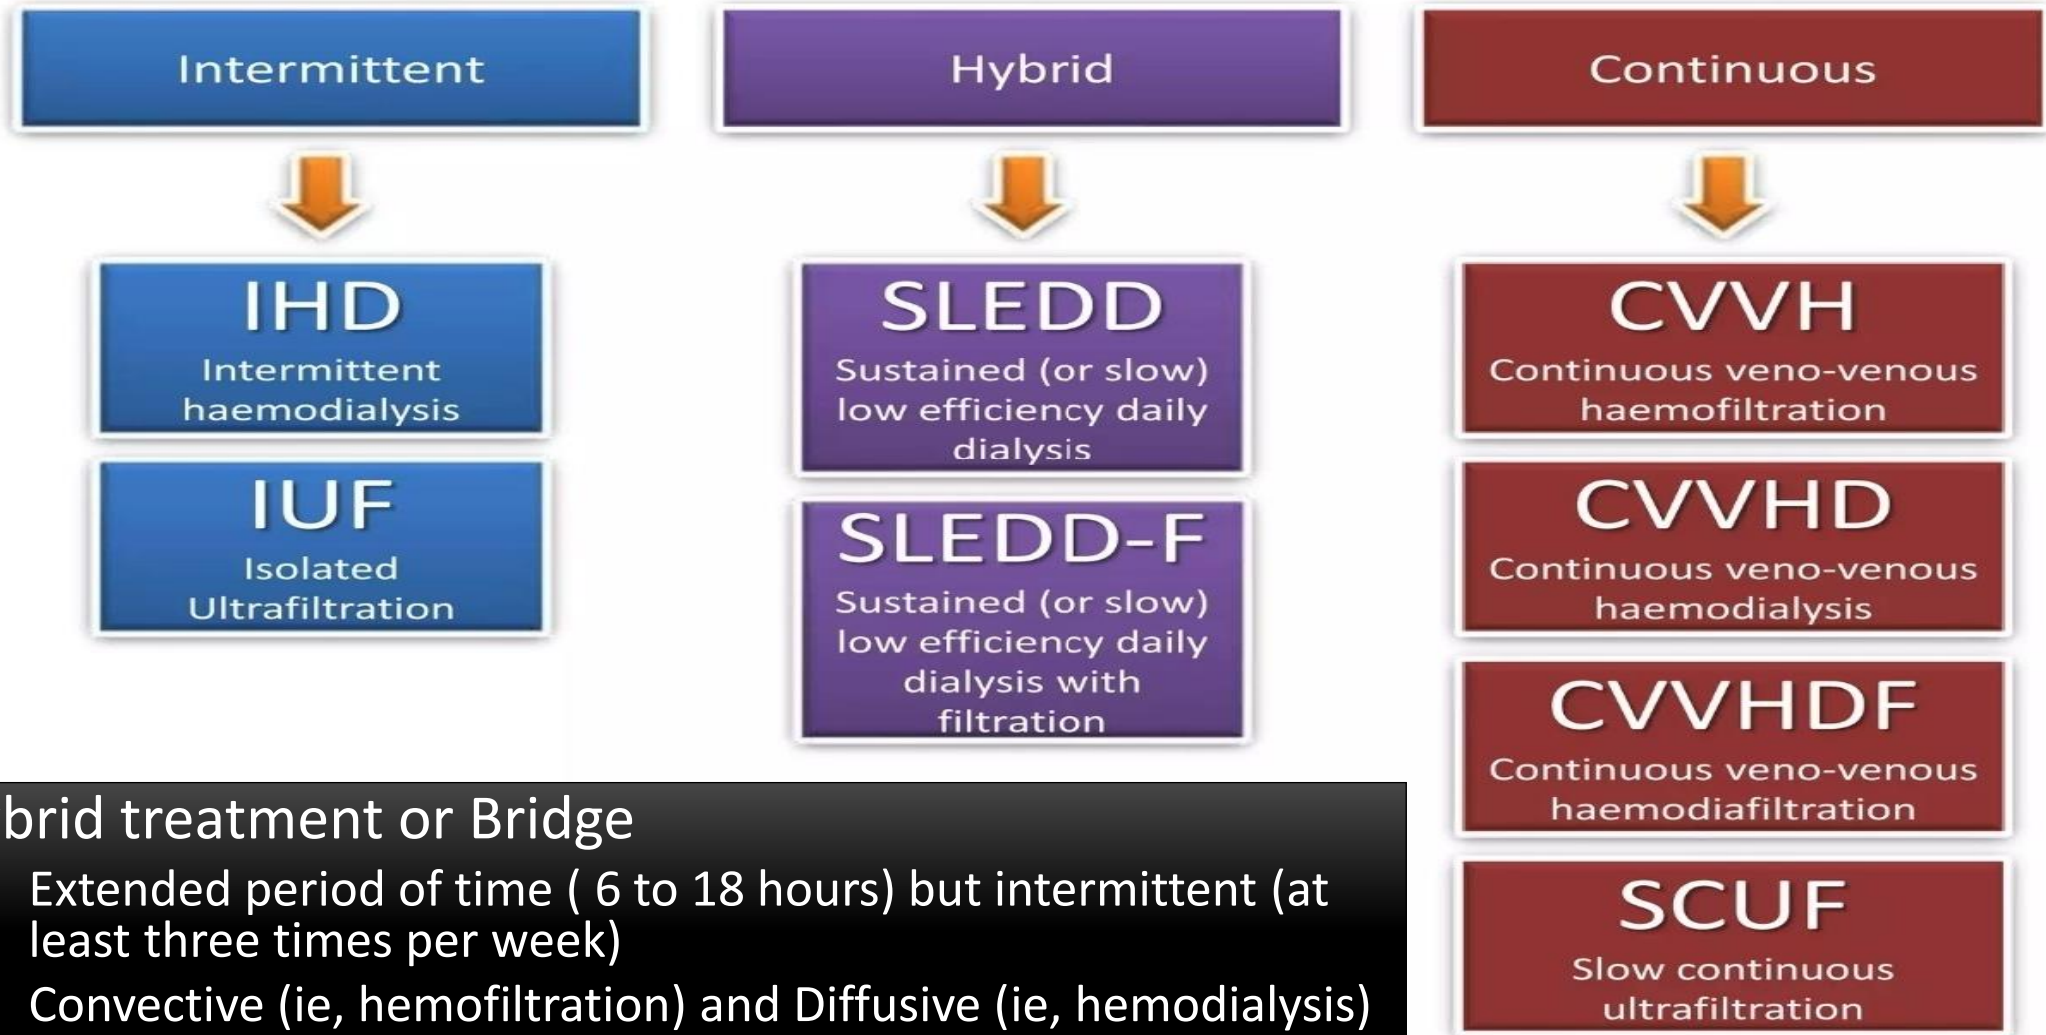 Intermittent
IHD
Intermittent
haemodialysis
IUF
Isolated
Ultrafiltration
Hybrid
SLEDD
Sustained (or slow)
low efficiency daily
dialysis
SLEDD-F
Sustained (or slow)
low efficiency daily
dialysis with
filtration
Continuous
CVVH
Continuous veno-venous
haemofiltration
CVVHD
Continuous veno-venous
haemodialysis
CVVHDF
Continuous veno-venous
haemodiafiltration
SCUF
Slow continuous
ultrafiltration
brid treatment or Bridge
Extended period of time ( 6 to 18 hours) but intermittent (at
least three times per week)
Convective (ie, hemofiltration) and Diffusive (ie, hemodialysis)